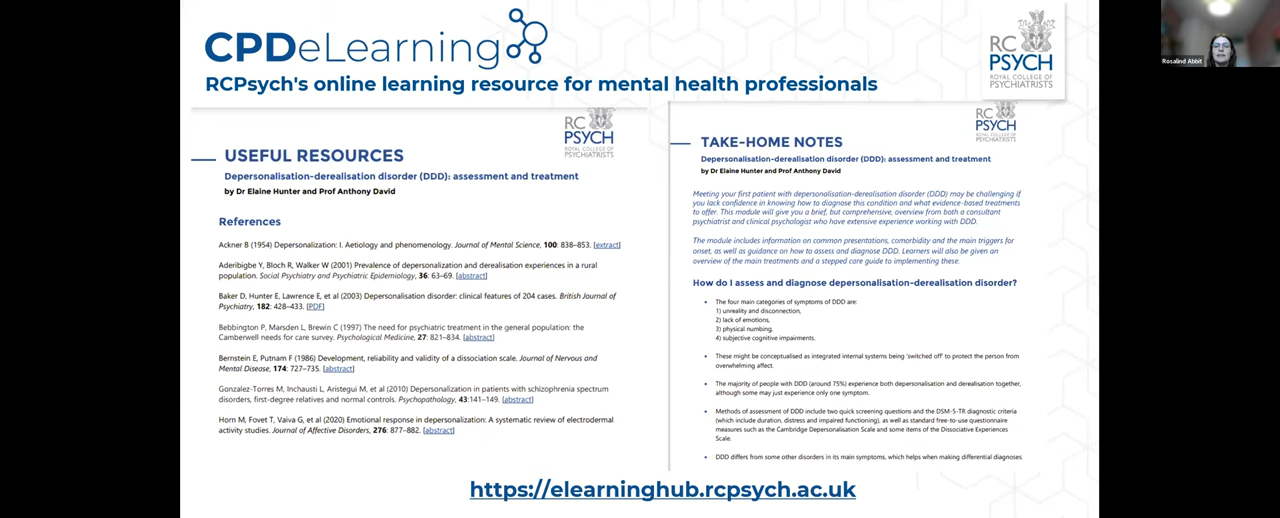 CPDeLearning
RCPsych's online learning resource for mental health professionals
RC
PSYCH
ROYAL COLLEGE OF
PSYCHIATRISTS
Rosalind Abbit
RC
PSYCH
ROYAL COLLEGE OF
PSYCHIATRISTS
USEFUL RESOURCES
Depersonalisation-derealisation disorder (DDD): assessment and treatment
by Dr Elaine Hunter and Prof Anthony David
References
Ackner B (1954) Depersonalization: I. Aetiology and phenomenology. Journal of Mental Science, 100: 838–853. [extract]
Aderibigbe Y, Bloch R, Walker W (2001) Prevalence of depersonalization and derealisation experiences in a rural
population. Social Psychiatry and Psychiatric Epidemiology, 36: 63–69. [abstract]
Baker D, Hunter E, Lawrence E, et al (2003) Depersonalisation disorder: clinical features of 204 cases. British Journal of
Psychiatry, 182: 428–433. [PDF]
Bebbington P, Marsden L, Brewin C (1997) The need for psychiatric treatment in the general population: the
Camberwell needs for care survey. Psychological Medicine, 27: 821–834. [abstract]
Bernstein E, Putnam F (1986) Development, reliability and validity of a dissociation scale. Journal of Nervous and
Mental Disease, 174: 727–735. [abstract]
Gonzalez-Torres M, Inchausti L, Aristegui M, et al (2010) Depersonalization in patients with schizophrenia spectrum
disorders, first-degree relatives and normal controls. Psychopathology, 43:141–149. [abstract]
Horn M, Fovet T, Vaiva G, et al (2020) Emotional response in depersonalization: A systematic review of electrodermal
activity studies. Journal of Affective Disorders, 276: 877–882. [abstract]
RC
PSYCH
ROYAL COLLEGE OF
PSYCHIATRISTS
TAKE-HOME NOTES
Depersonalisation-derealisation disorder (DDD): assessment and treatment
by Dr Elaine Hunter and Prof Anthony David
Meeting your first patient with depersonalisation-derealisation disorder (DDD) may be challenging if
you lack confidence in knowing how to diagnose this condition and what evidence-based treatments
to offer. This module will give you a brief, but comprehensive, overview from both a consultant
psychiatrist and clinical psychologist who have extensive experience working with DDD.
The module includes information on common presentations, comorbidity and the main triggers for
onset, as well as guidance on how to assess and diagnose DDD. Learners will also be given an
overview of the main treatments and a stepped care guide to implementing these.
How do I assess and diagnose depersonalisation-derealisation disorder?
• The four main categories of symptoms of DDD are:
1) unreality and disconnection,
2) lack of emotions,
3) physical numbing,
4) subjective cognitive impairments.
• These might be conceptualised as integrated internal systems being 'switched off' to protect the person from
overwhelming affect.
• The majority of people with DDD (around 75%) experience both depersonalisation and derealisation together,
although some may just experience only one symptom.
• Methods of assessment of DDD include two quick screening questions and the DSM-5-TR diagnostic criteria
(which include duration, distress and impaired functioning), as well as standard free-to-use questionnaire
measures such as the Cambridge Depersonalisation Scale and some items of the Dissociative Experiences
Scale.
• DDD differs from some other disorders in its main symptoms, which helps when making differential diagnoses.
https://elearninghub.rcpsych.ac.uk